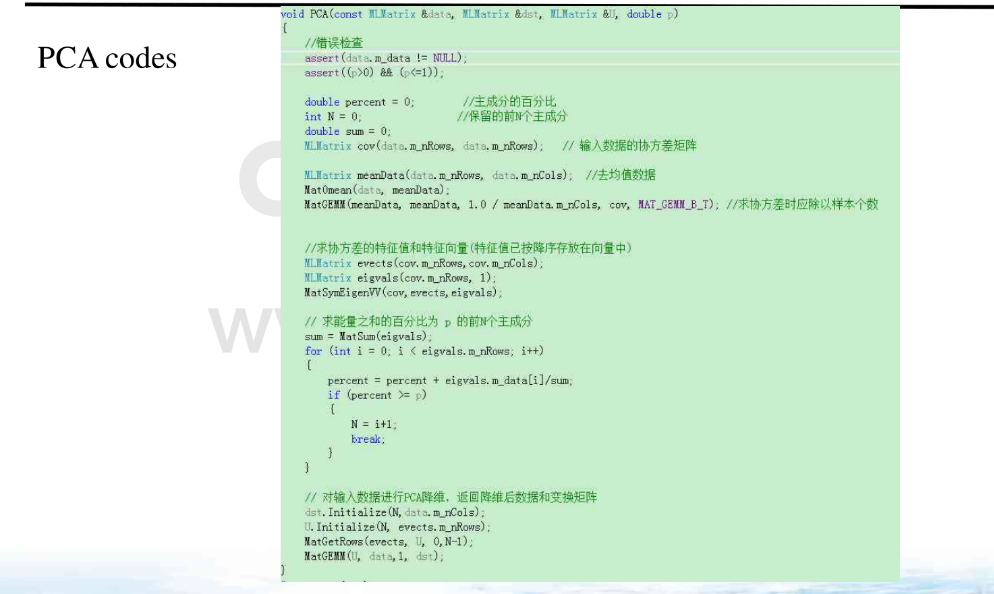 PCA codes
void PCA(const MLMatrix &data, MLMatrix &dst, MLMatrix &U, double p)
{
//错误检查
assert(data.m_data != NULL);
assert((p>0) && (p<=1));
double percent = 0; //主成分的百分比
int N = 0; //保留的前N个主成分
double sum = 0;
MLMatrix cov(data.m_nRows, data.m_nRows); // 输入数据的协方差矩阵
MLMatrix meanData(data.m_nRows, data.m_nCols); //去均值数据
Mat0mean(data, meanData);
MatGEMM(meanData, meanData, 1.0 / meanData.m_nCols, cov, MAT_GEMM_B_T); //求协方差时应除以样本个数
//求协方差的特征值和特征向量(特征值已按降序存放在向量中)
MLMatrix evects(cov.m_nRows,cov.m_nCols);
MLMatrix eigvals(cov.m_nRows, 1);
MatSymEigenVV(cov,evects,eigvals);
// 求能量之和的百分比为 p 的前N个主成分
sum = MatSum(eigvals);
for (int i = 0; i < eigvals.m_nRows; i++)
{
percent = percent + eigvals.m_data[i]/sum;
if (percent >= p)
{
N = i+1;
break;
}
}
// 对输入数据进行PCA降维，返回降维后数据和变换矩阵
dst.Initialize(N,data.m_nCols);
U.Initialize(N, evects.m_nRows);
MatGetRows(evects, U, 0,N-1);
MatGEMM(U, data,1, dst);
}